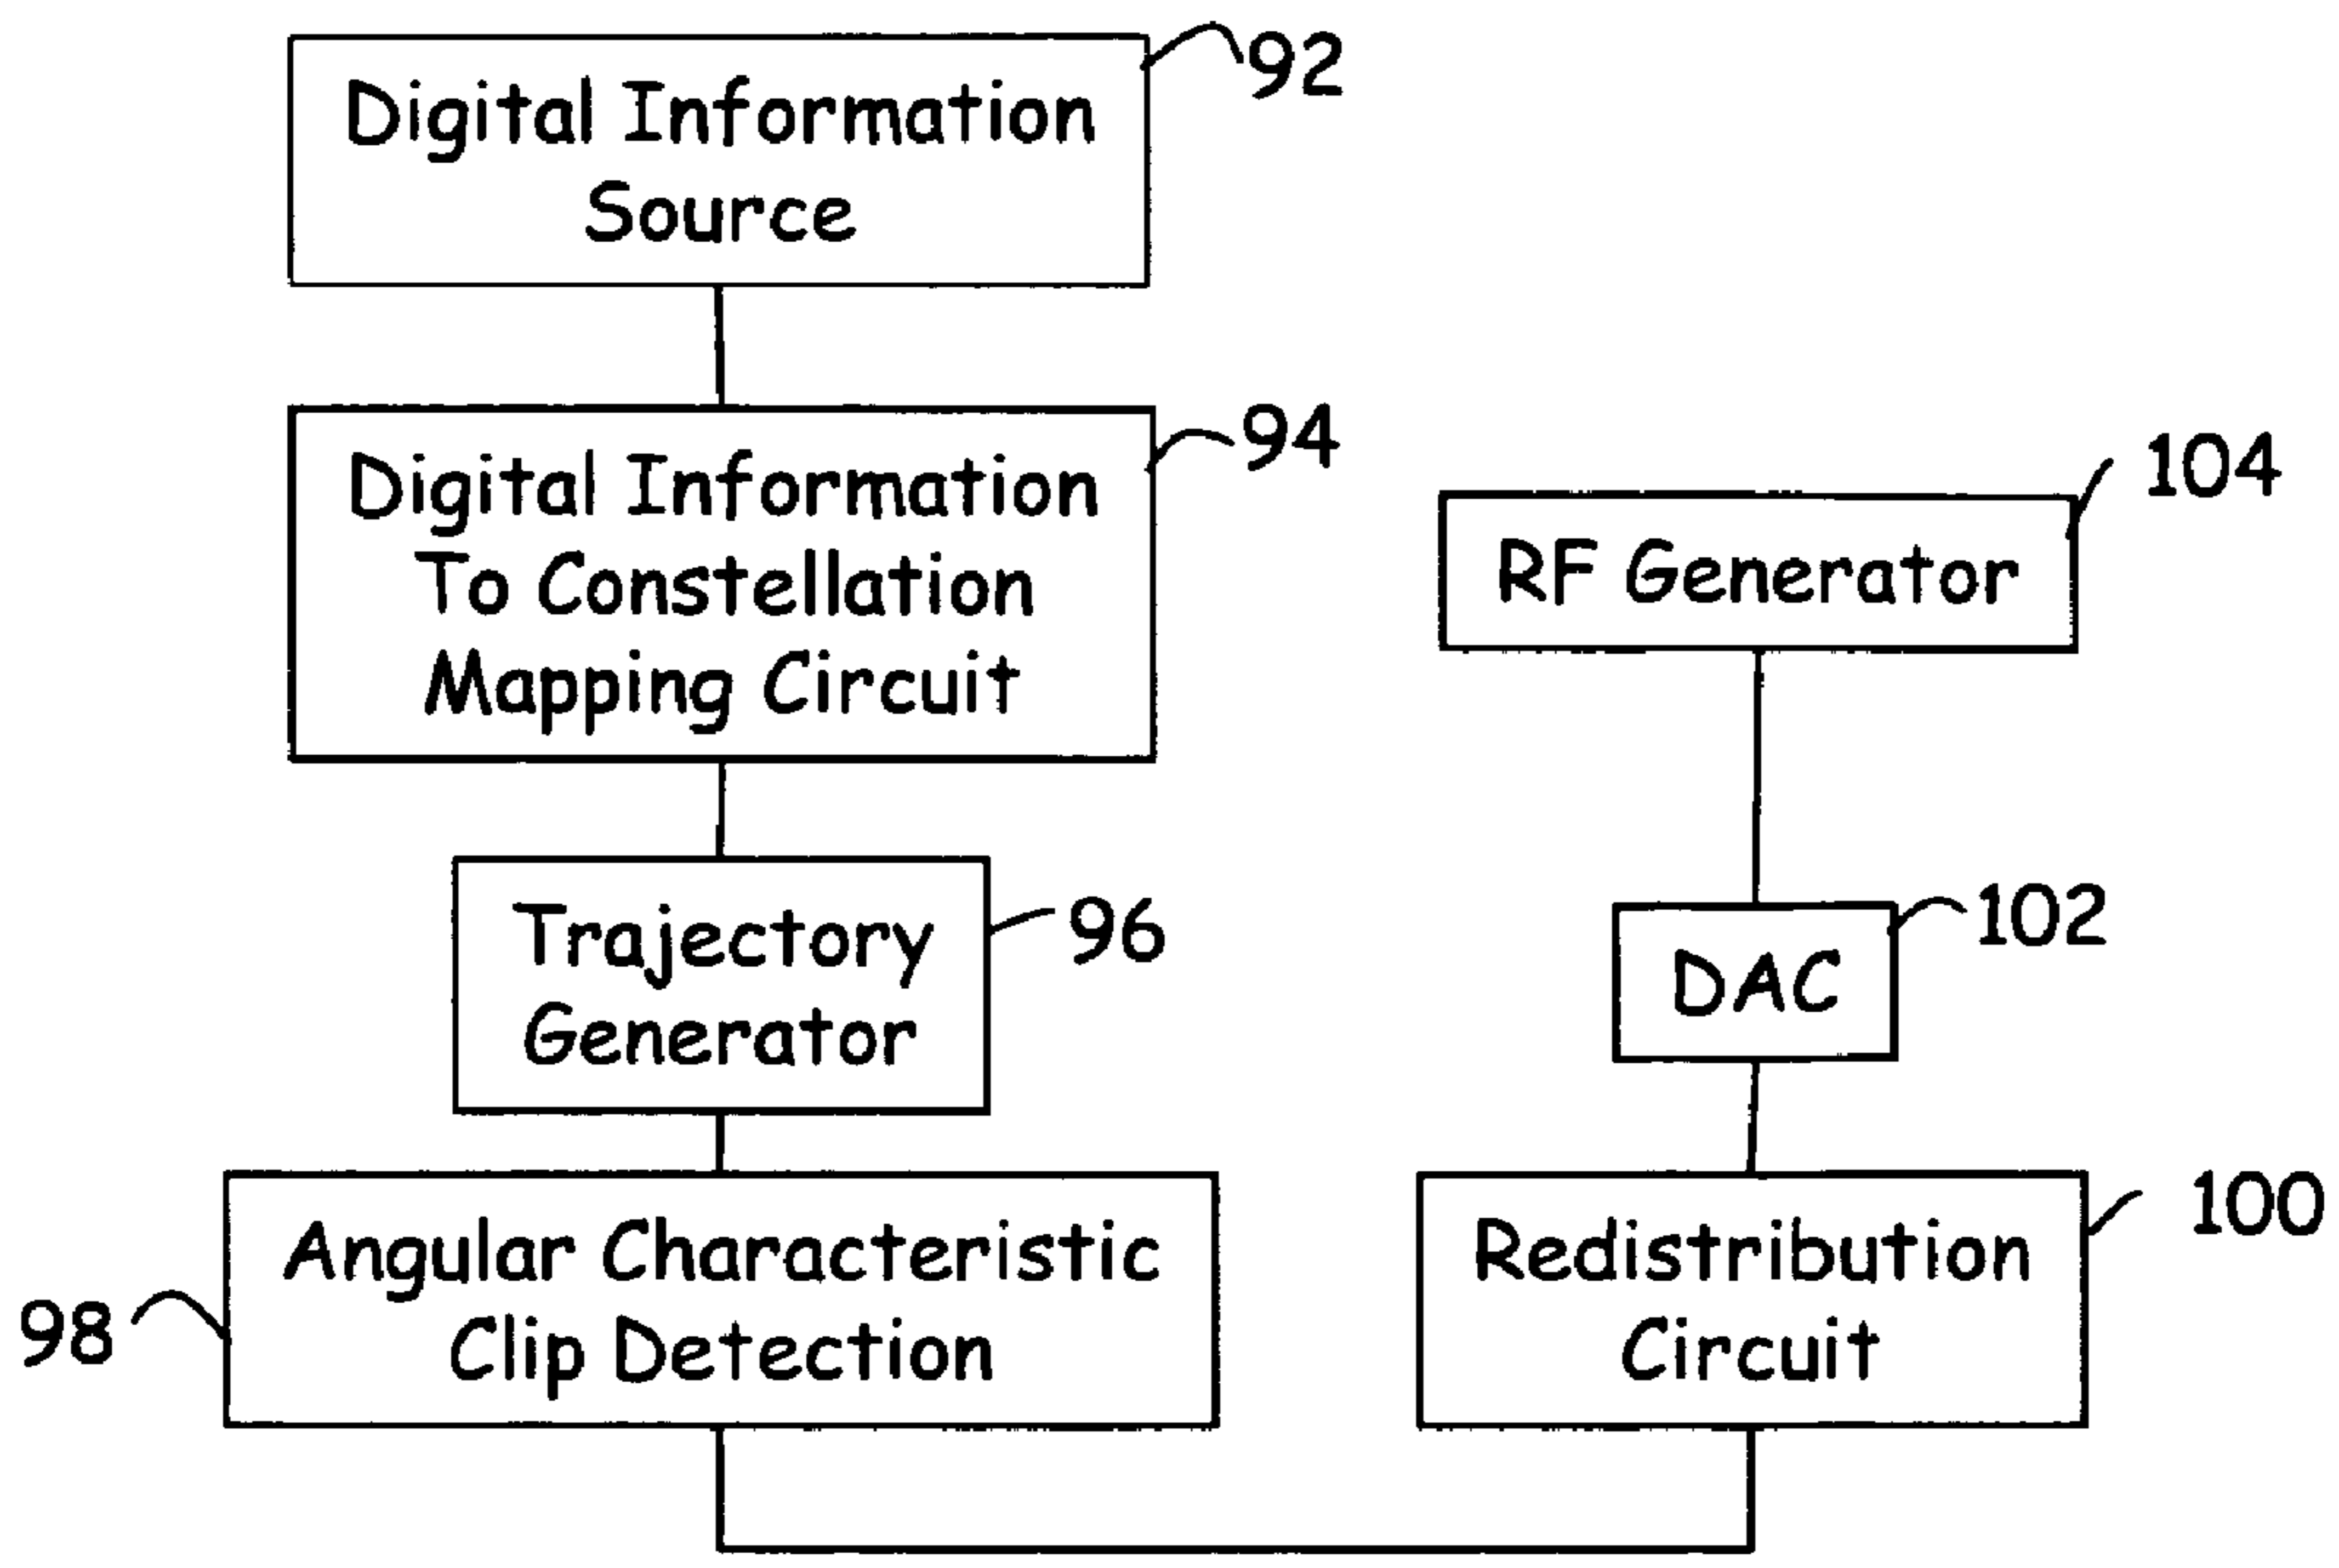 Digital Information
Source
92
Digital Information
To Constellation
Mapping Circuit
94
Trajectory
Generator
96
Angular Characteristic
Clip Detection
98
RF Generator
104
DAC
102
Redistribution
Circuit
100